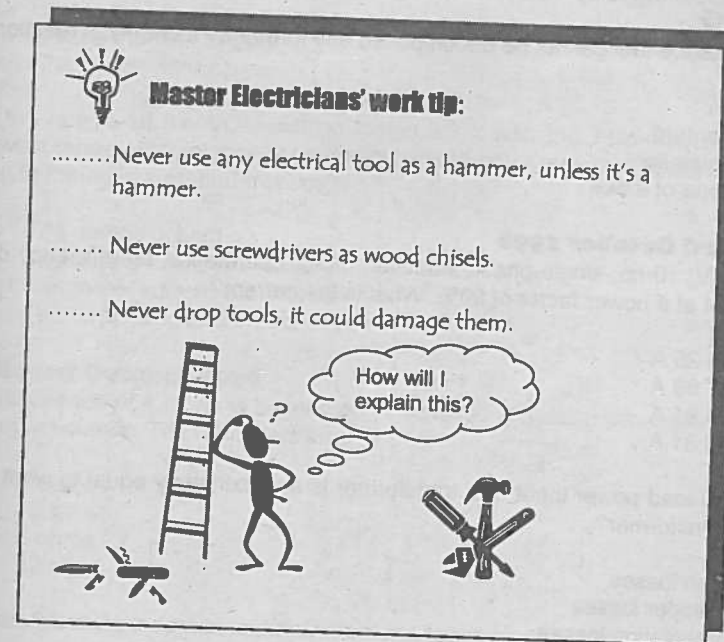 Master Electricians' work tip:
........Never use any electrical tool as a hammer, unless it's a
hammer.
....... Never use screwdrivers as wood chisels.
....... Never drop tools, it could damage them.
?
How will I
explain this?